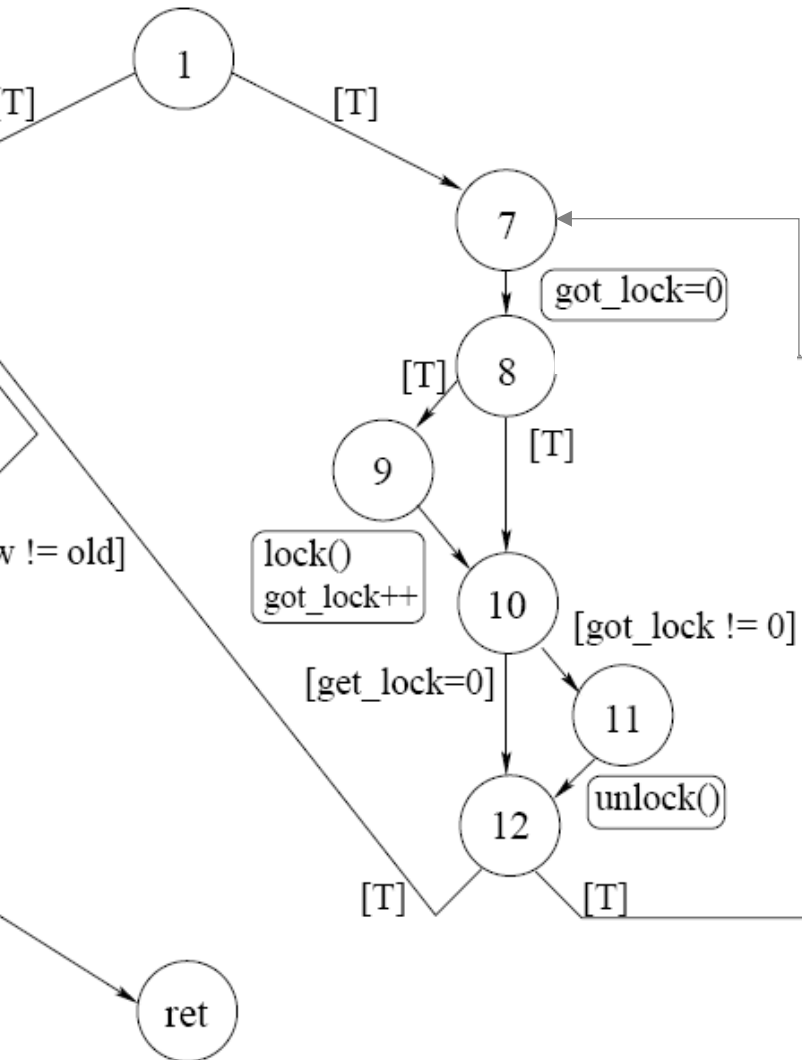 1
T]
[T]
7
got_lock=0
8
[T]
[T]
9
w != old]
lock()
got_lock++
10
[got_lock != 0]
[get_lock=0]
11
unlock()
12
[T]
[T]
ret